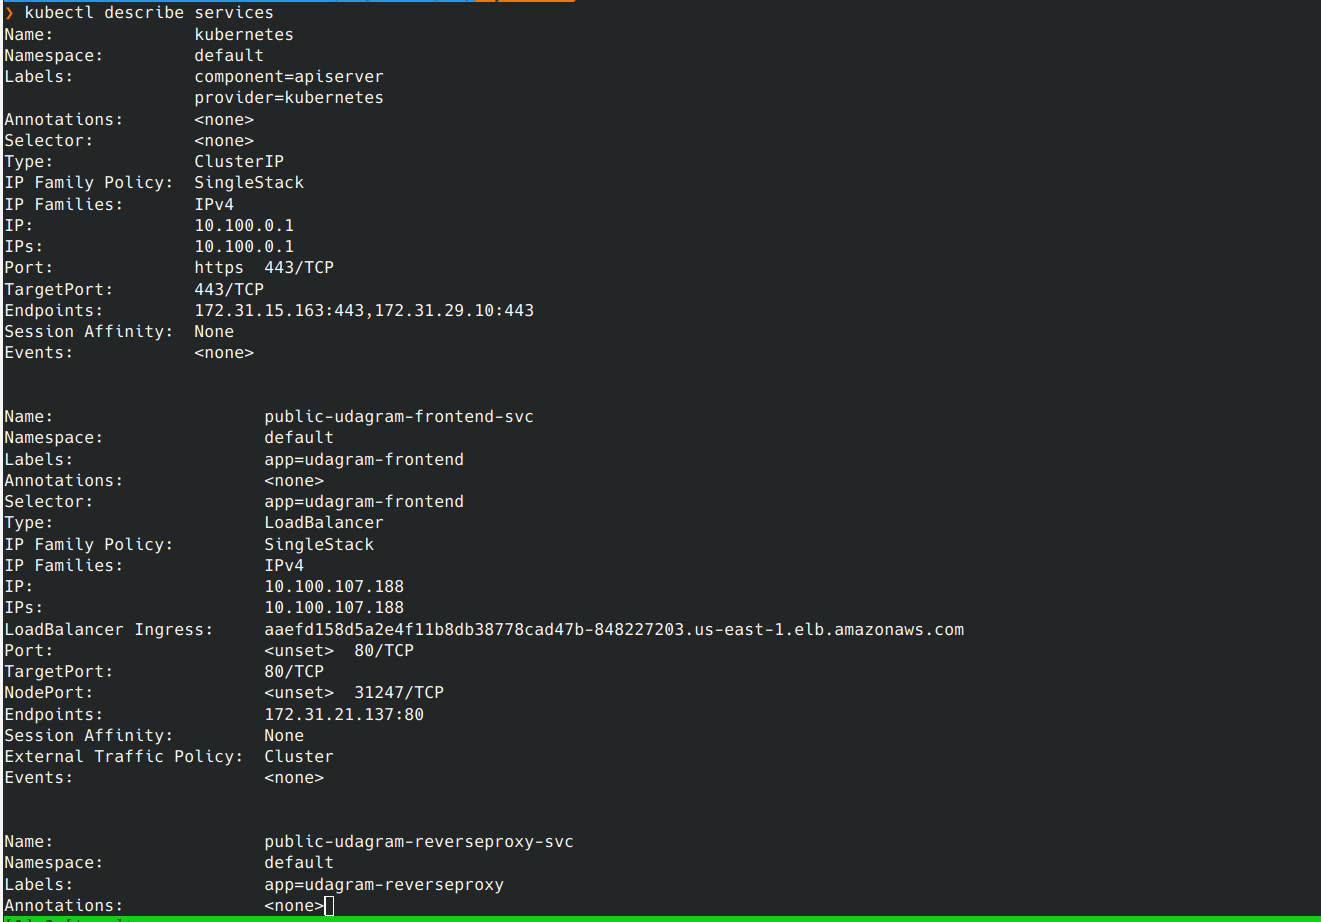 ❯ kubectl describe services
Name:              kubernetes
Namespace:         default
Labels:            component=apiserver
                   provider=kubernetes
Annotations:       <none>
Selector:          <none>
Type:              ClusterIP
IP Family Policy:  SingleStack
IP Families:       IPv4
IP:                10.100.0.1
IPs:               10.100.0.1
Port:              https  443/TCP
TargetPort:        443/TCP
Endpoints:         172.31.15.163:443,172.31.29.10:443
Session Affinity:  None
Events:            <none>
Name:                     public-udagram-frontend-svc
Namespace:                default
Labels:                   app=udagram-frontend
Annotations:              <none>
Selector:                 app=udagram-frontend
Type:                     LoadBalancer
IP Family Policy:         SingleStack
IP Families:              IPv4
IP:                       10.100.107.188
IPs:                      10.100.107.188
LoadBalancer Ingress:     aaefd158d5a2e4f11b8db38778cad47b-848227203.us-east-1.elb.amazonaws.com
Port:                     <unset>  80/TCP
TargetPort:               80/TCP
NodePort:                 <unset>  31247/TCP
Endpoints:                172.31.21.137:80
Session Affinity:         None
External Traffic Policy:  Cluster
Events:                   <none>
Name:                     public-udagram-reverseproxy-svc
Namespace:                default
Labels:                   app=udagram-reverseproxy
Annotations:              <none>